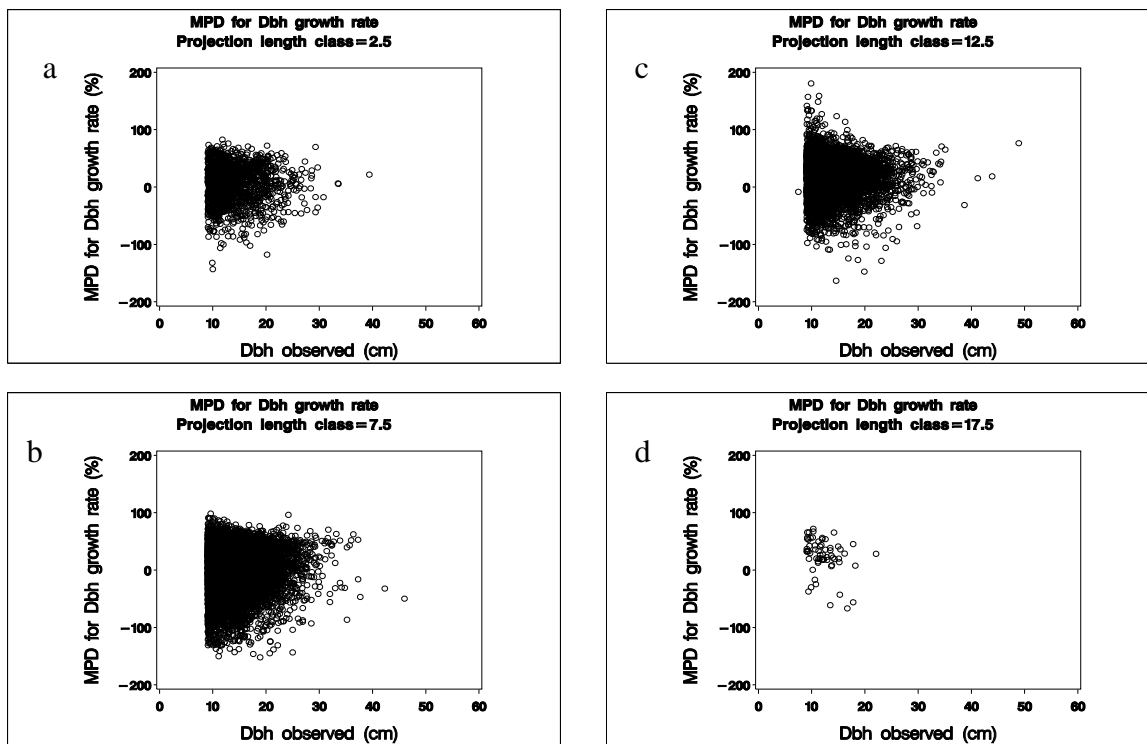 MPD for Dbh growth rate
Projection length class=2.5
a
MPD for Dbh growth rate (%)
200
100
0
−100
−200
0 10 20 30 40 50 60
Dbh observed (cm)
MPD for Dbh growth rate
Projection length class=12.5
c
MPD for Dbh growth rate (%)
200
100
0
−100
−200
0 10 20 30 40 50 60
Dbh observed (cm)
MPD for Dbh growth rate
Projection length class=7.5
b
MPD for Dbh growth rate (%)
200
100
0
−100
−200
0 10 20 30 40 50 60
Dbh observed (cm)
MPD for Dbh growth rate
Projection length class=17.5
d
MPD for Dbh growth rate (%)
200
100
0
−100
−200
0 10 20 30 40 50 60
Dbh observed (cm)